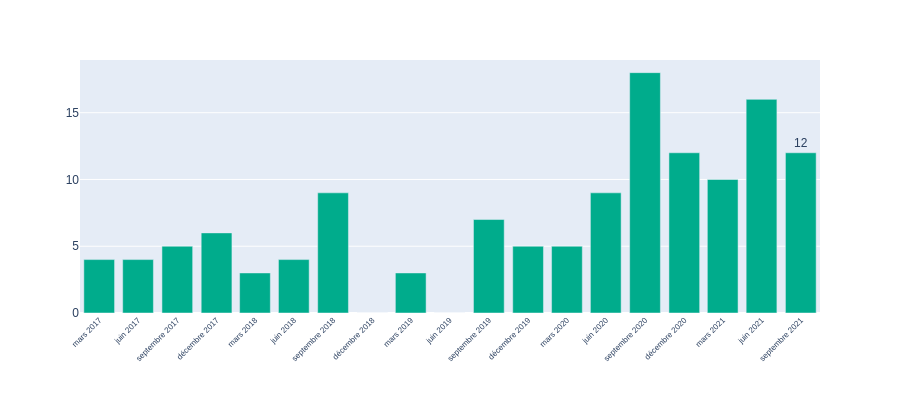 15
10
5
0
12
mars 2017
juin 2017
septembre 2017
décembre 2017
mars 2018
juin 2018
septembre 2018
décembre 2018
mars 2019
juin 2019
septembre 2019
décembre 2019
mars 2020
juin 2020
septembre 2020
décembre 2020
mars 2021
juin 2021
septembre 2021